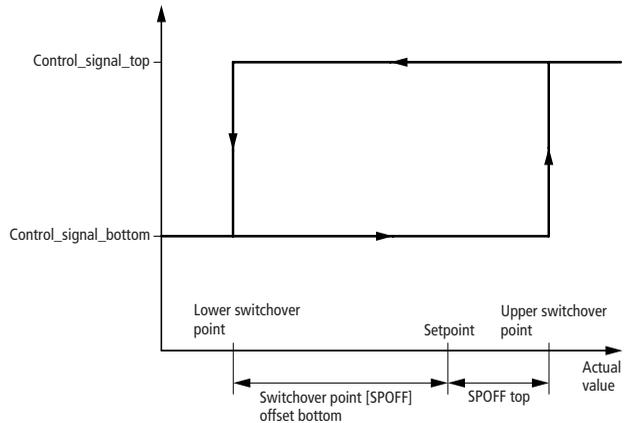 Control_signal_top
Control_signal_bottom
Lower switchover
point
Setpoint
Upper switchover
point
Actual
value
Switchover point [SPOFF]
offset bottom
SPOFF top